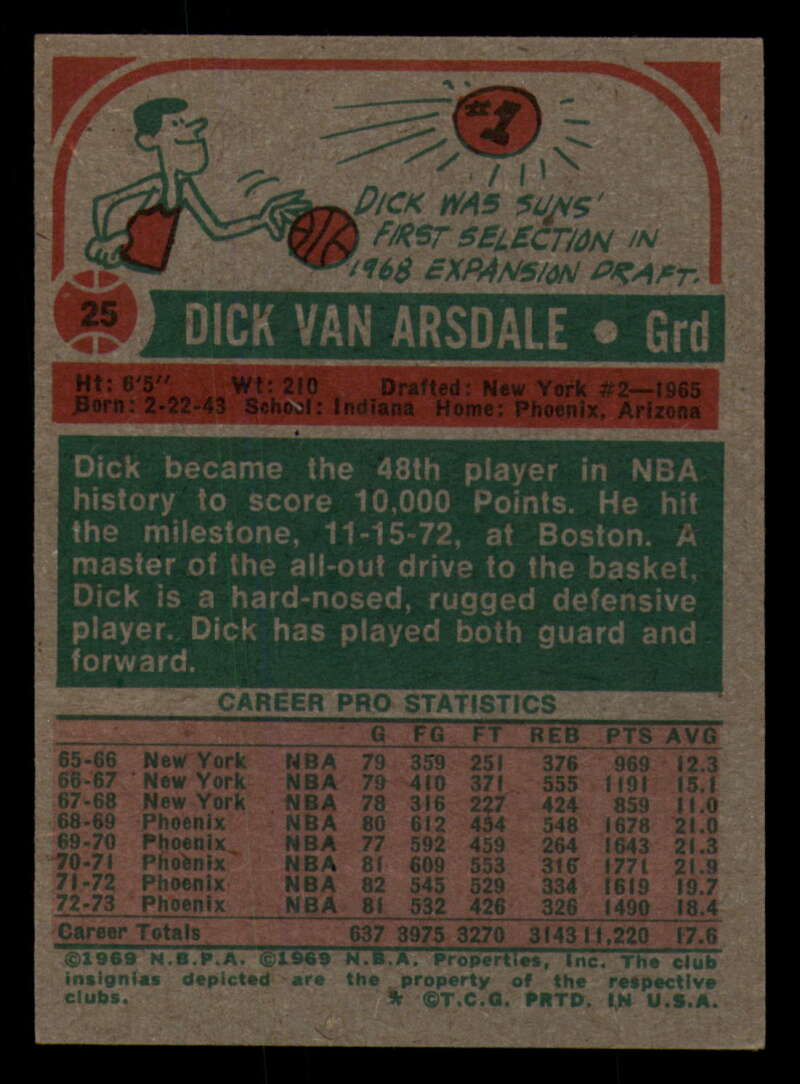 #1
DICK WAS SUNS'
FIRST SELECTION IN
1968 EXPANSION DRAFT.
25 DICK VAN ARSDALE • Grd
Ht: 6'5" Wt: 210 Drafted: New York #2—1965
Born: 2-22-43 School: Indiana Home: Phoenix, Arizona
Dick became the 48th player in NBA
history to score 10,000 Points. He hit
the milestone, 11-15-72, at Boston. A
master of the all-out drive to the basket,
Dick is a hard-nosed, rugged defensive
player. Dick has played both guard and
forward.
CAREER PRO STATISTICS
G FG FT REB PTS AVG
65-66 New York NBA 79 359 251 376 969 12.3
66-67 New York NBA 79 410 371 555 1191 15.1
67-68 New York NBA 78 316 227 424 859 11.0
68-69 Phoenix NBA 80 612 454 548 1678 21.0
69-70 Phoenix NBA 77 592 459 264 1643 21.3
70-71 Phoenix NBA 81 609 553 316 1771 21.9
71-72 Phoenix NBA 82 545 529 334 1619 19.7
72-73 Phoenix NBA 81 532 426 326 1490 18.4
Career Totals 637 3975 3270 3143 11,220 17.6
©1969 N.B.P.A. ©1969 N.B.A. Properties, Inc. The club
insignias depicted are the property of the respective
clubs. * ©T.C.G. PRTD. IN U.S.A.